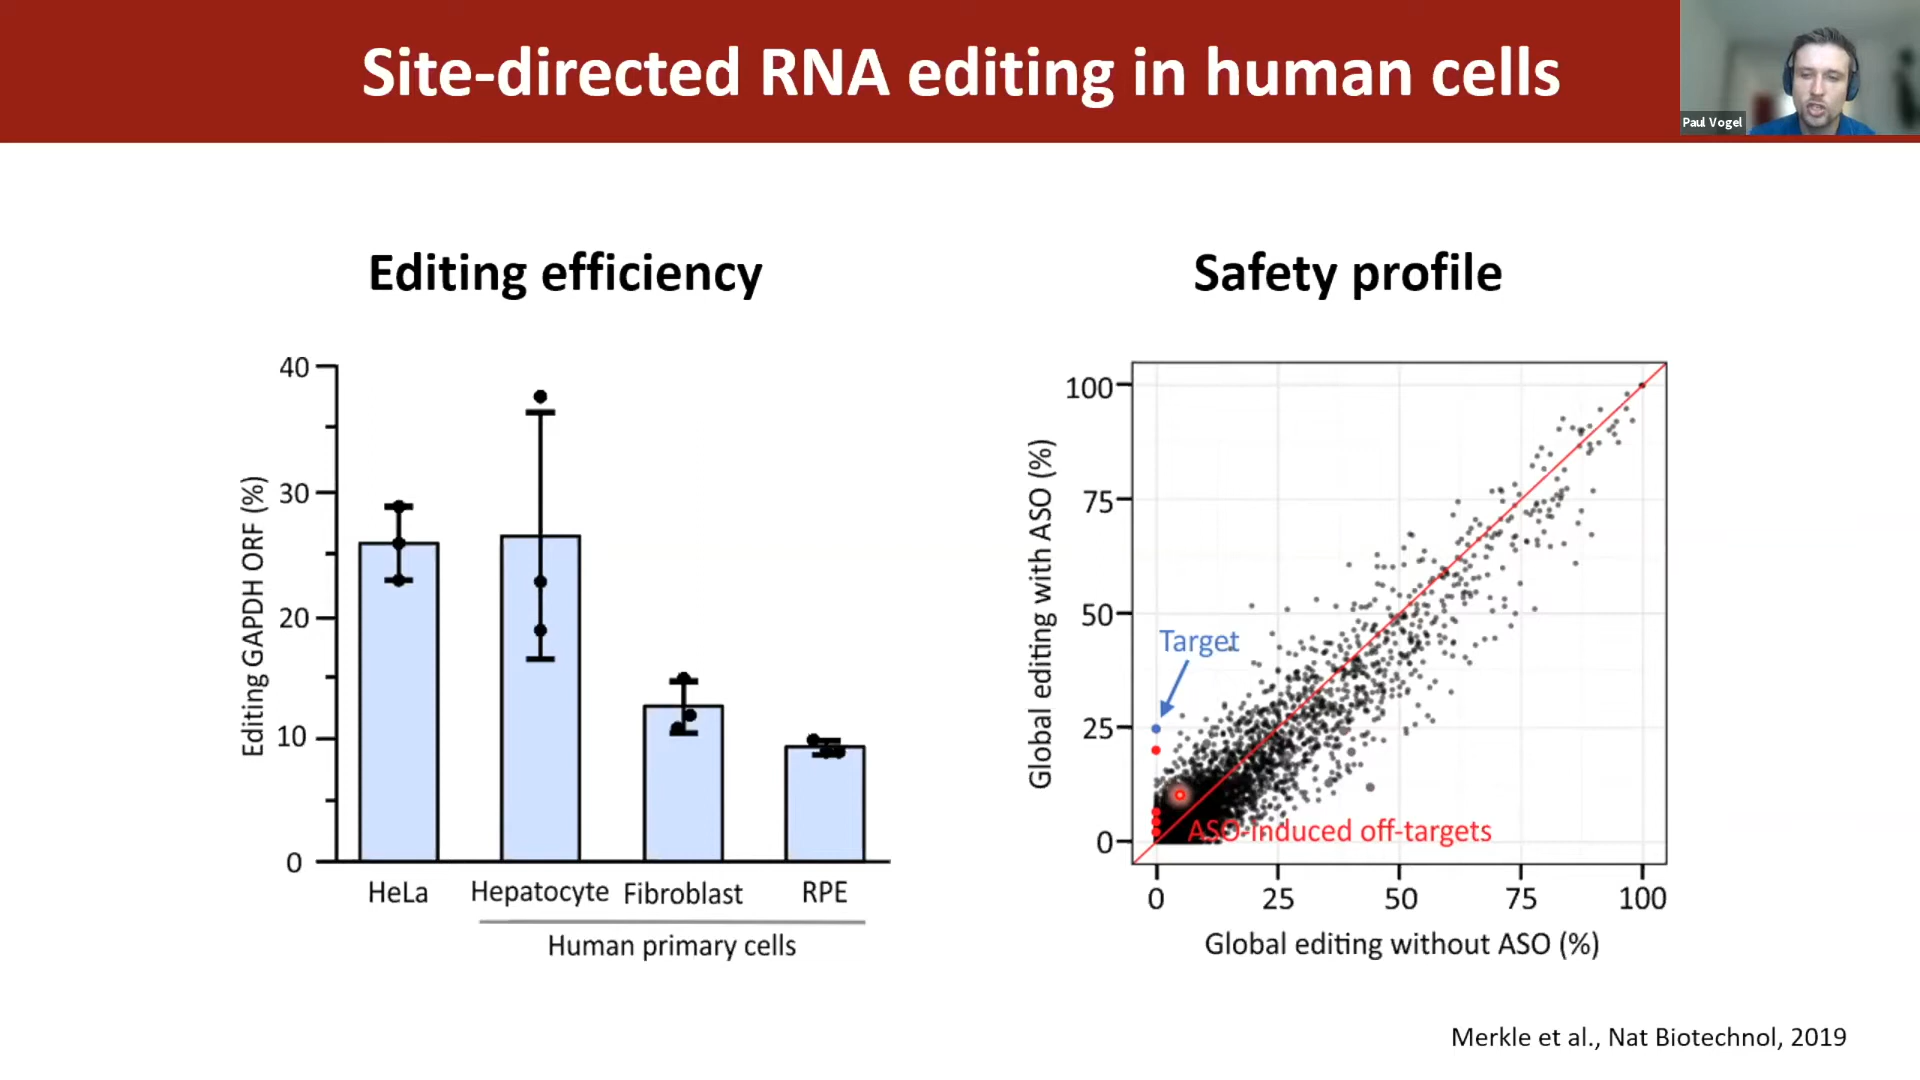 Site-directed RNA editing in human cells
Paul Vogel
Editing efficiency
Editing GAPDH ORF (%)
40
30
20
10
0
HeLa
Hepatocyte
Fibroblast
RPE
Human primary cells
Safety profile
Global editing with ASO (%)
100
75
50
25
0
Target
ASO-induced off-targets
0
25
50
75
100
Global editing without ASO (%)
Merkle et al., Nat Biotechnol, 2019